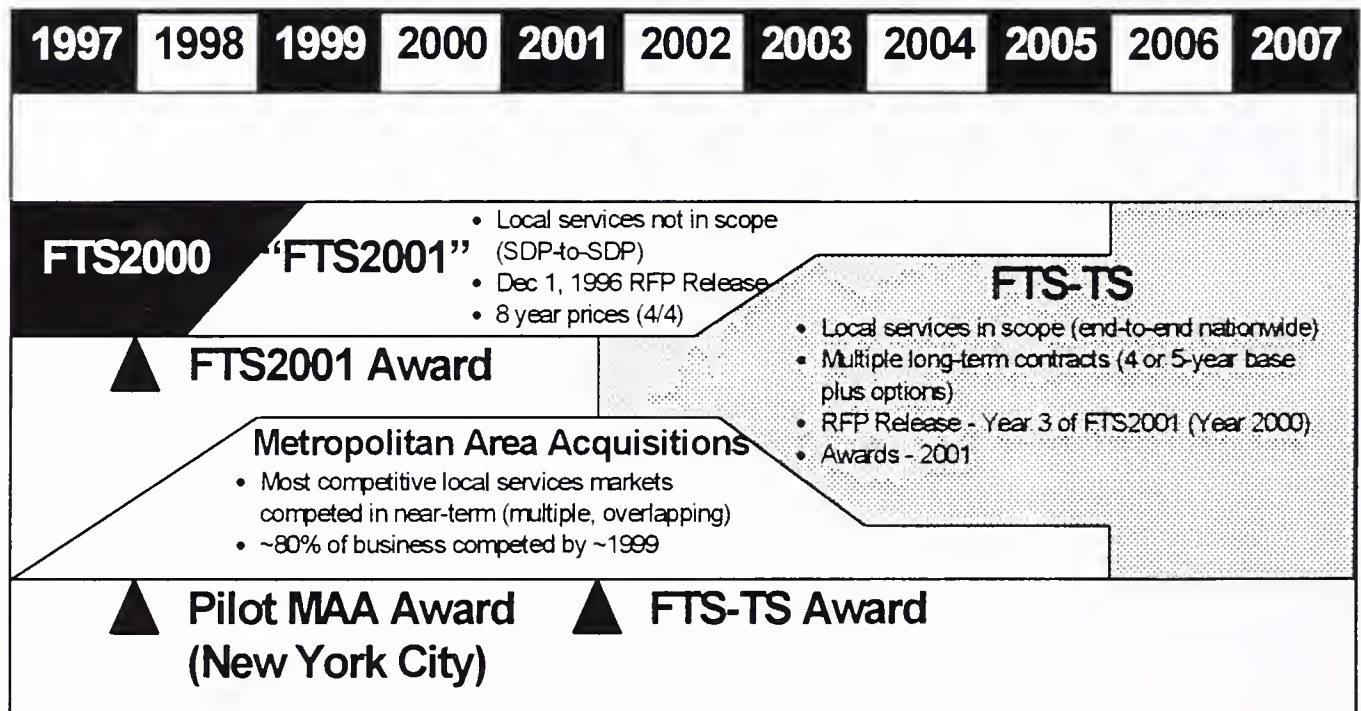 1997 1998 1999 2000 2001 2002 2003 2004 2005 2006 2007
FTS2000
"FTS2001"
• Local services not in scope
(SDP-to-SDP)
• Dec 1, 1996 RFP Release
• 8 year prices (4/4)
FTS-TS
• Local services in scope (end-to-end nationwide)
• Multiple long-term contracts (4 or 5-year base
plus options)
• RFP Release - Year 3 of FTS2001 (Year 2000)
• Awards - 2001
FTS2001 Award
Metropolitan Area Acquisitions
• Most competitive local services markets
competed in near-term (multiple, overlapping)
• ~80% of business competed by ~1999
Pilot MAA Award
(New York City)
FTS-TS Award